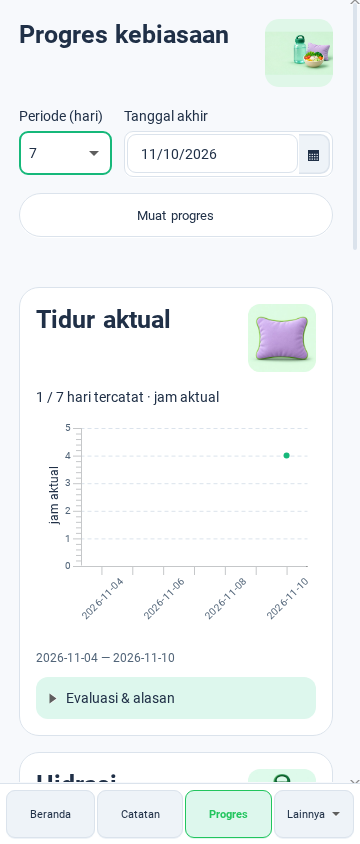 Progres kebiasaan
Periode (hari)
Tanggal akhir
7
11/10/2026
Muat progres
Tidur aktual
1 / 7 hari tercatat · jam aktual
jam aktual
5
4
3
2
1
0
2026-11-04
2026-11-06
2026-11-08
2026-11-10
2026-11-04 — 2026-11-10
Evaluasi & alasan
Hidrasi
Beranda
Catatan
Progres
Lainnya